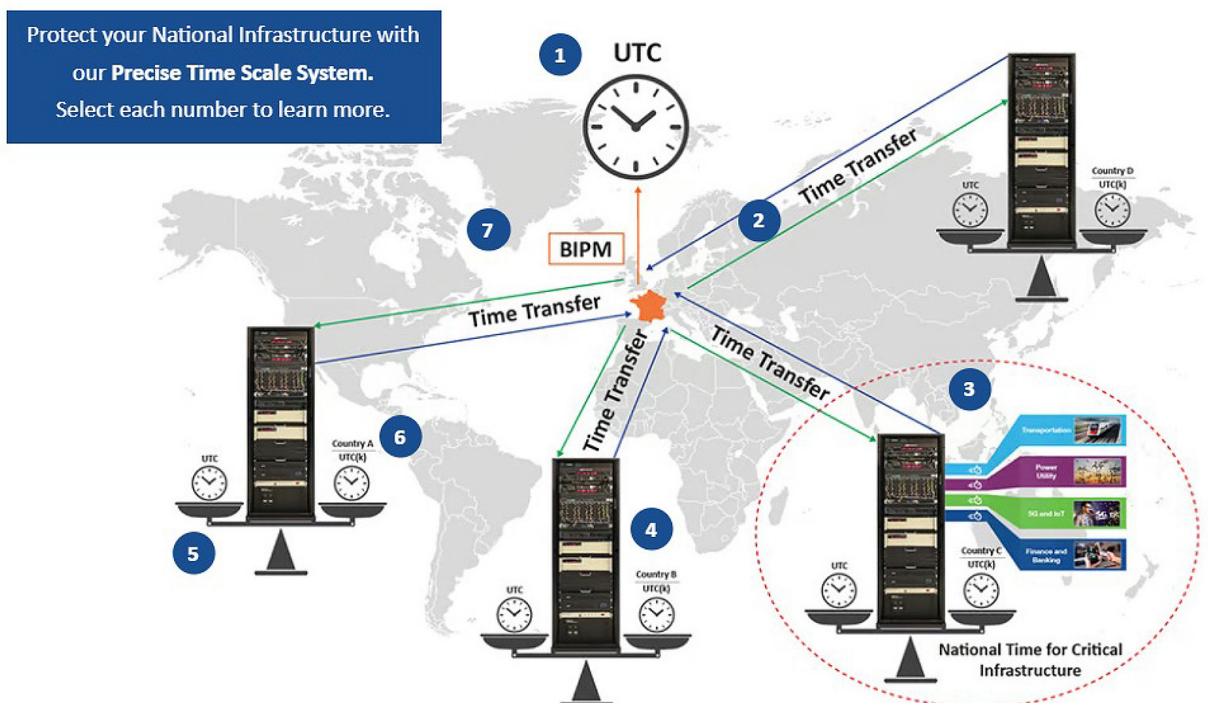 Protect your National Infrastructure with
our Precise Time Scale System.
Select each number to learn more.
1
UTC
Time Transfer
2
UTC
Country D
UTC(k)
7
BIPM
Time Transfer
Time Transfer
Time Transfer
3
Transportation
Power
Utility
5G and IoT
5G
Finance and
Banking
6
UTC
Country A
UTC(k)
5
4
UTC
Country B
UTC(k)
UTC
Country C
UTC(k)
National Time for Critical
Infrastructure